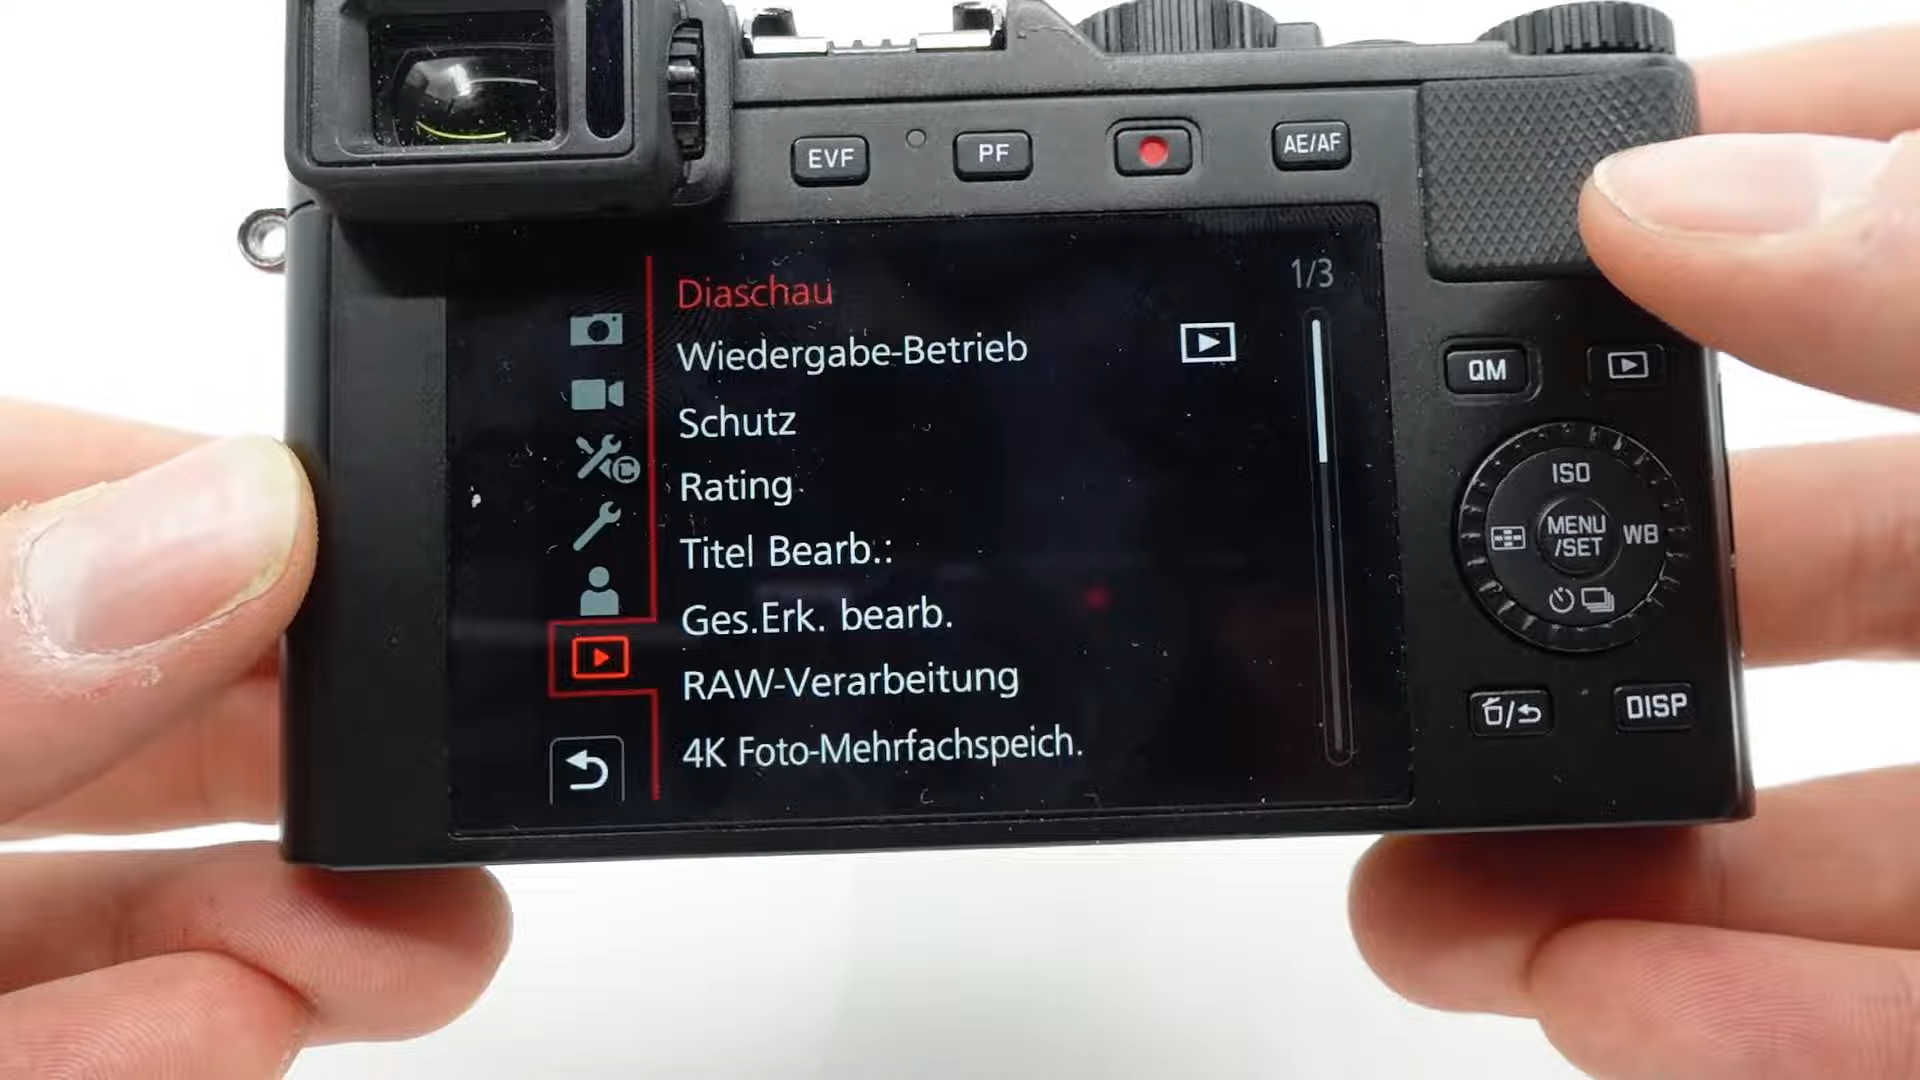 EVF
PF
AE/AF
Diaschau
1/3
Wiedergabe-Betrieb
Schutz
Rating
Titel Bearb.:
Ges.Erk. bearb.
RAW-Verarbeitung
4K Foto-Mehrfachspeich.
QM
ISO
MENU
/SET
WB
DISP